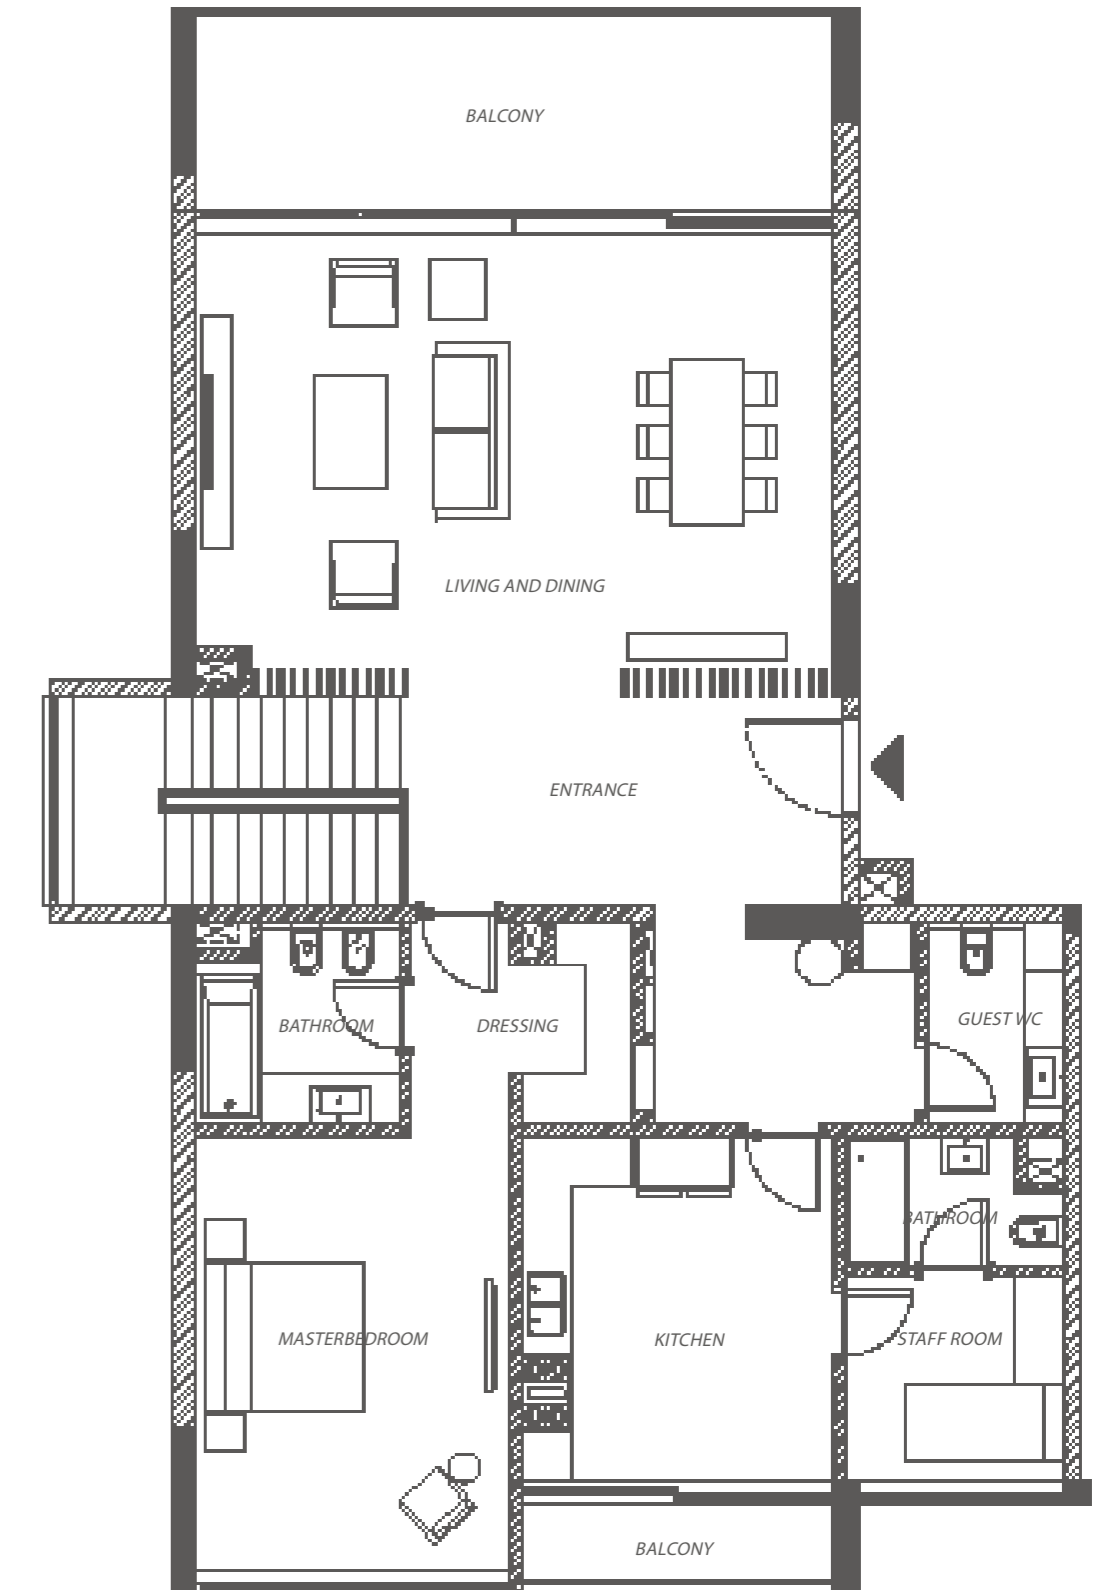 BALCONY
LIVING AND DINING
ENTRANCE
GUEST WC
BATHROOM
DRESSING
BATHROOM
MASTERBEDROOM
KITCHEN
STAFF ROOM
BALCONY